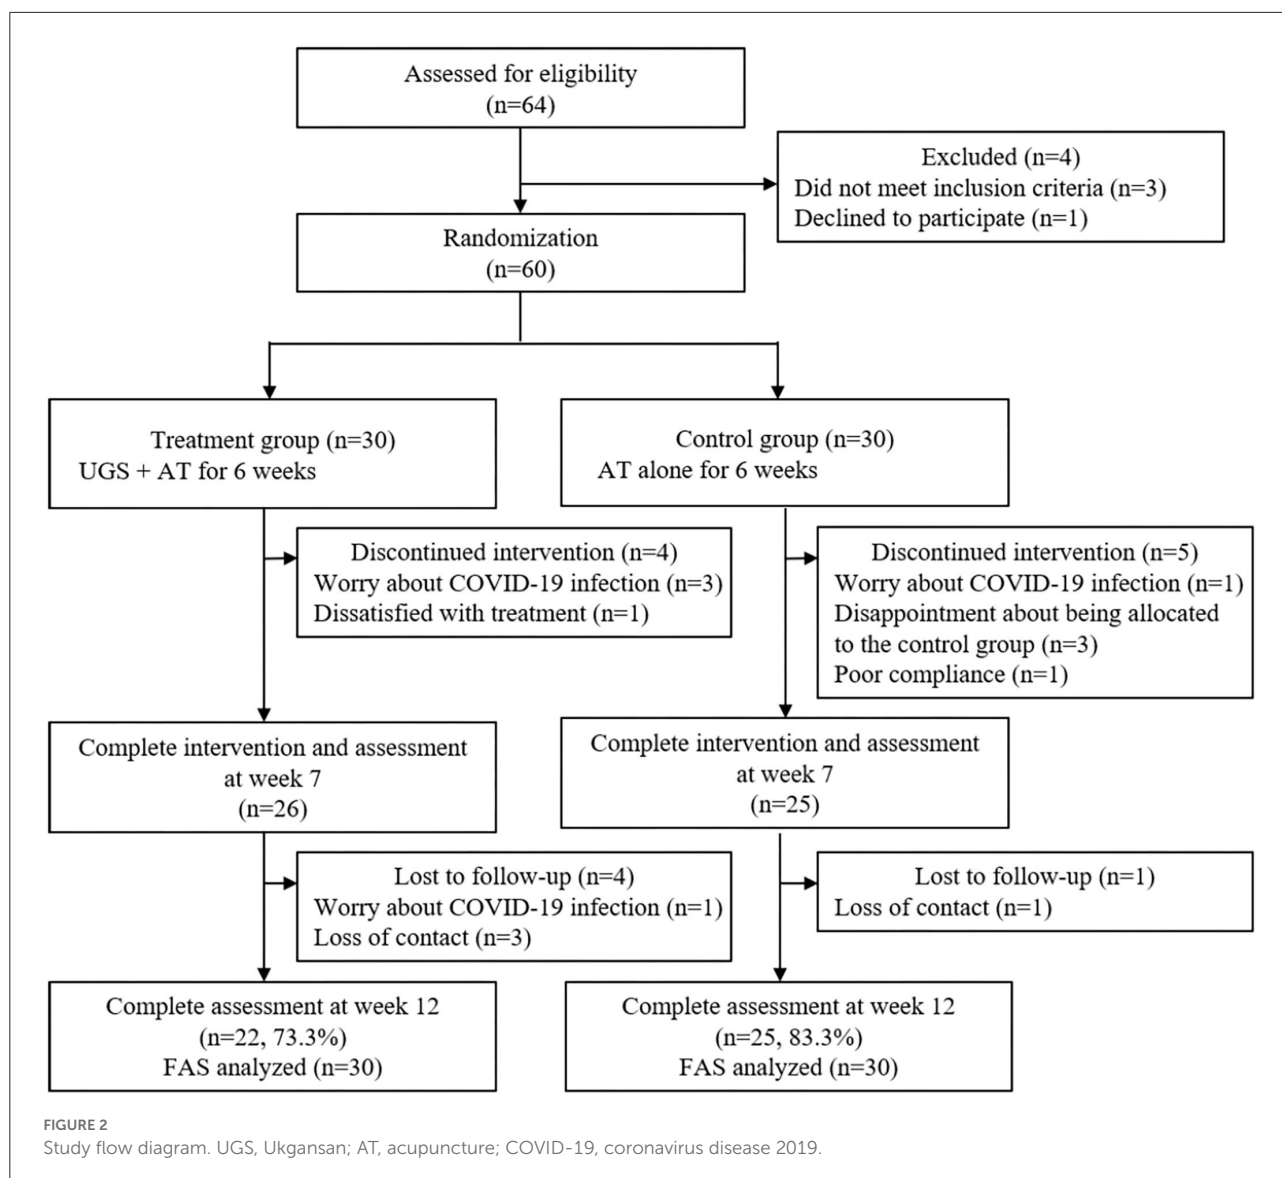 Assessed for eligibility
(n=64)
Excluded (n=4)
Did not meet inclusion criteria (n=3)
Declined to participate (n=1)
Randomization
(n=60)
Treatment group (n=30)
UGS + AT for 6 weeks
Control group (n=30)
AT alone for 6 weeks
Discontinued intervention (n=4)
Worry about COVID-19 infection (n=3)
Dissatisfied with treatment (n=1)
Discontinued intervention (n=5)
Worry about COVID-19 infection (n=1)
Disappointment about being allocated
to the control group (n=3)
Poor compliance (n=1)
Complete intervention and assessment
at week 7
(n=26)
Complete intervention and assessment
at week 7
(n=25)
Lost to follow-up (n=4)
Worry about COVID-19 infection (n=1)
Loss of contact (n=3)
Lost to follow-up (n=1)
Loss of contact (n=1)
Complete assessment at week 12
(n=22, 73.3%)
FAS analyzed (n=30)
Complete assessment at week 12
(n=25, 83.3%)
FAS analyzed (n=30)
FIGURE 2
Study flow diagram. UGS, Ukgansan; AT, acupuncture; COVID-19, coronavirus disease 2019.